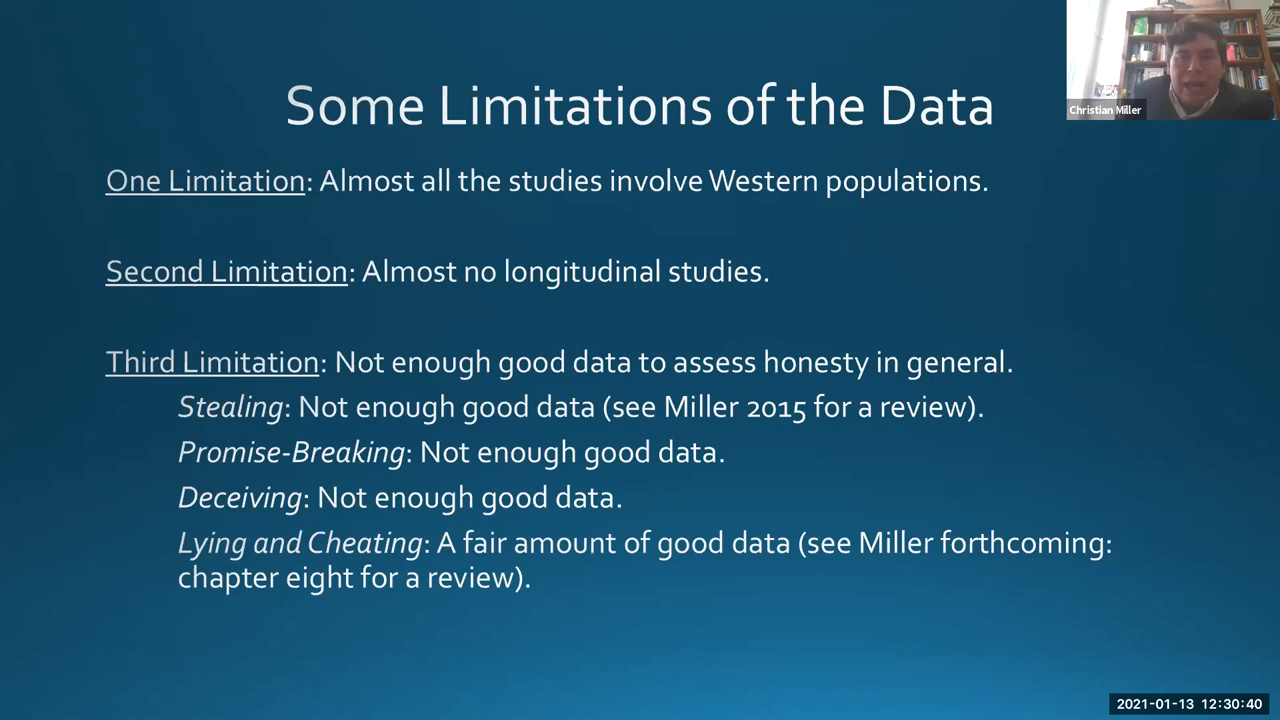 Some Limitations of the Data
Christian Miller
One Limitation: Almost all the studies involve Western populations.
Second Limitation: Almost no longitudinal studies.
Third Limitation: Not enough good data to assess honesty in general.
Stealing: Not enough good data (see Miller 2015 for a review).
Promise-Breaking: Not enough good data.
Deceiving: Not enough good data.
Lying and Cheating: A fair amount of good data (see Miller forthcoming:
chapter eight for a review).
2021-01-13 12:30:40